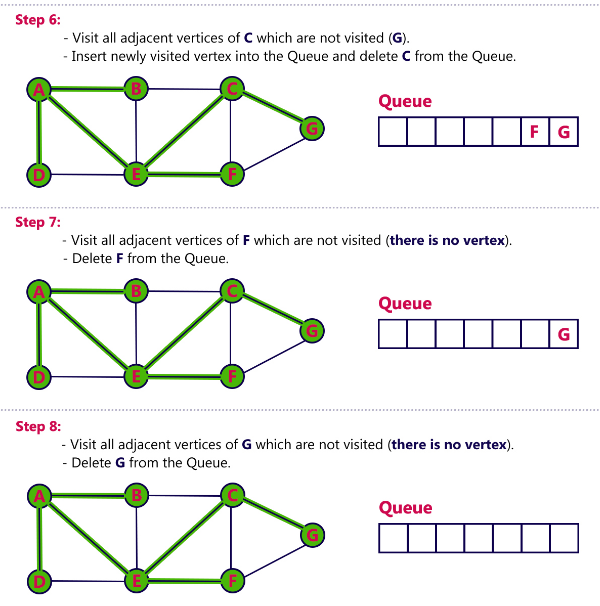 Step 6:
- Visit all adjacent vertices of C which are not visited (G).
- Insert newly visited vertex into the Queue and delete C from the Queue.
A B C
Queue
G F G
D E F
Step 7:
- Visit all adjacent vertices of F which are not visited (there is no vertex).
- Delete F from the Queue.
A B C
Queue
G G
D E F
Step 8:
- Visit all adjacent vertices of G which are not visited (there is no vertex).
- Delete G from the Queue.
A B C
Queue
G
D E F